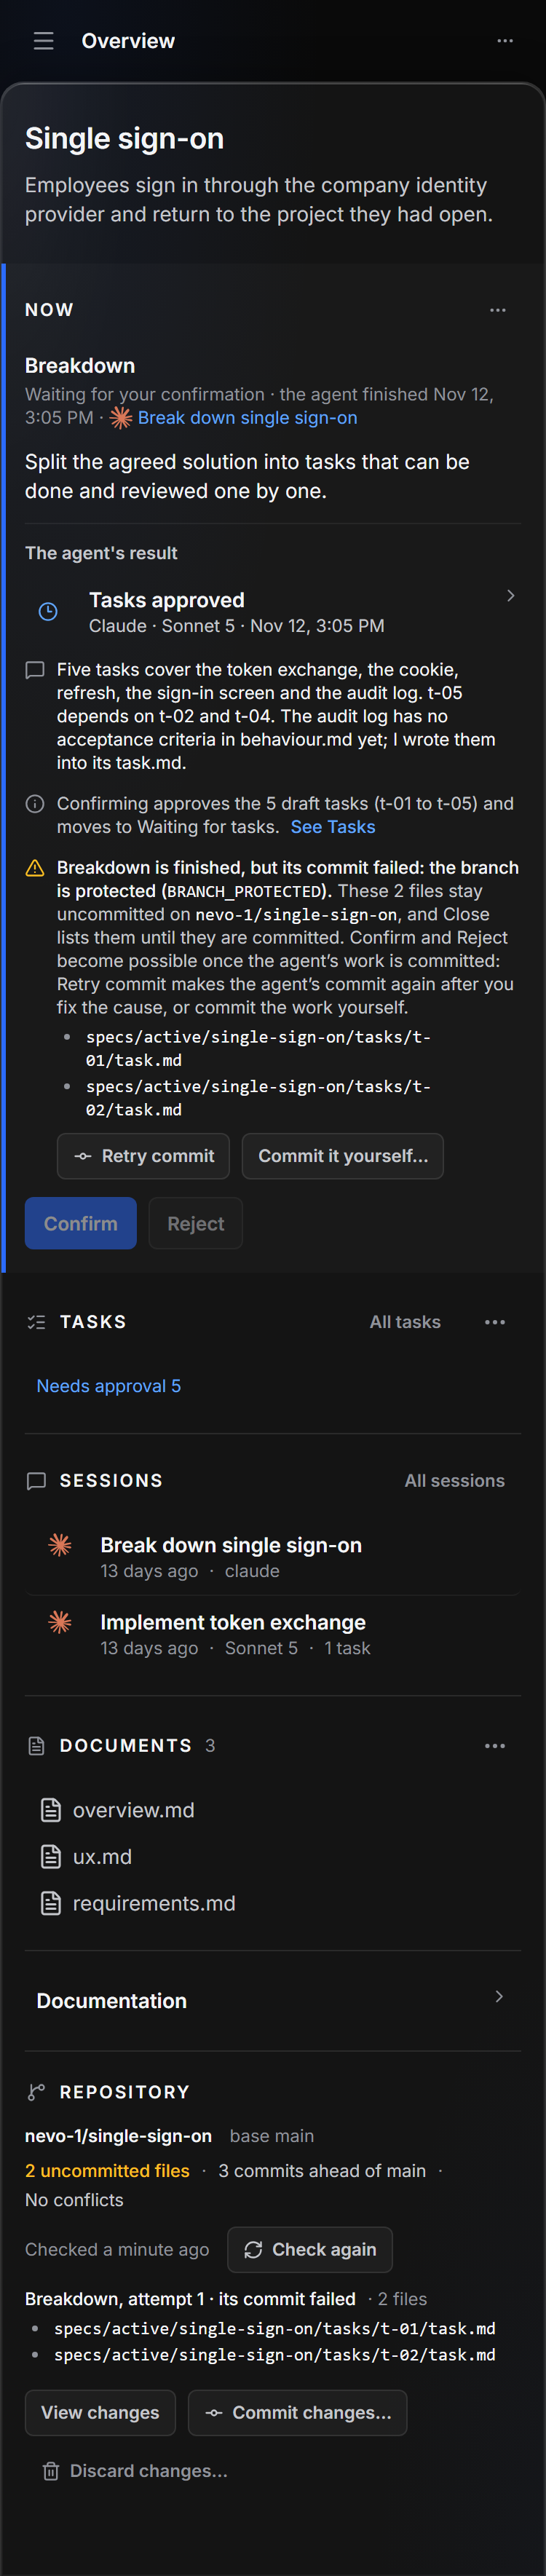 Overview
Single sign-on
Employees sign in through the company identity
provider and return to the project they had open.
NOW
Breakdown
Waiting for your confirmation · the agent finished Nov 12,
3:05 PM · Break down single sign-on
Split the agreed solution into tasks that can be
done and reviewed one by one.
The agent's result
Tasks approved
Claude · Sonnet 5 · Nov 12, 3:05 PM
Five tasks cover the token exchange, the cookie,
refresh, the sign-in screen and the audit log. t-05
depends on t-02 and t-04. The audit log has no
acceptance criteria in behaviour.md yet; I wrote them
into its task.md.
Confirming approves the 5 draft tasks (t-01 to t-05) and
moves to Waiting for tasks. See Tasks
Breakdown is finished, but its commit failed: the branch
is protected (BRANCH_PROTECTED). These 2 files stay
uncommitted on nevo-1/single-sign-on, and Close
lists them until they are committed. Confirm and Reject
become possible once the agent’s work is committed:
Retry commit makes the agent’s commit again after you
fix the cause, or commit the work yourself.
• specs/active/single-sign-on/tasks/t-
01/task.md
• specs/active/single-sign-on/tasks/t-
02/task.md
Retry commit Commit it yourself...
Confirm Reject
TASKS All tasks
Needs approval 5
SESSIONS All sessions
Break down single sign-on
13 days ago · claude
Implement token exchange
13 days ago · Sonnet 5 · 1 task
DOCUMENTS 3
overview.md
ux.md
requirements.md
Documentation
REPOSITORY
nevo-1/single-sign-on base main
2 uncommitted files · 3 commits ahead of main ·
No conflicts
Checked a minute ago Check again
Breakdown, attempt 1 · its commit failed · 2 files
• specs/active/single-sign-on/tasks/t-01/task.md
• specs/active/single-sign-on/tasks/t-02/task.md
View changes Commit changes...
Discard changes...